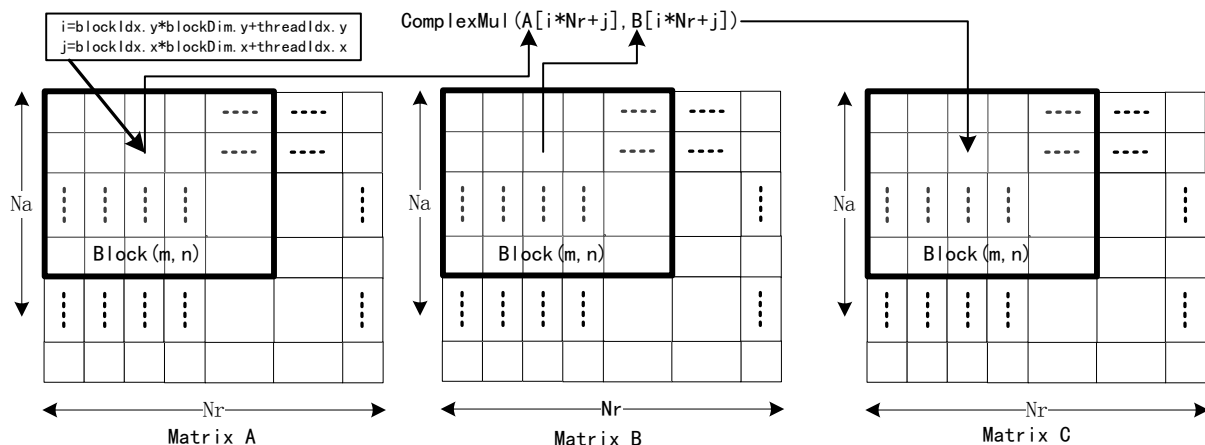 i=blockIdx.y*blockDim.y+threadIdx.y
j=blockIdx.x*blockDim.x+threadIdx.x
ComplexMul(A[i*Nr+j],B[i*Nr+j])
Na
Block(m,n)
Nr
Matrix A
Na
Block(m,n)
Nr
Matrix B
Na
Block(m,n)
Nr
Matrix C